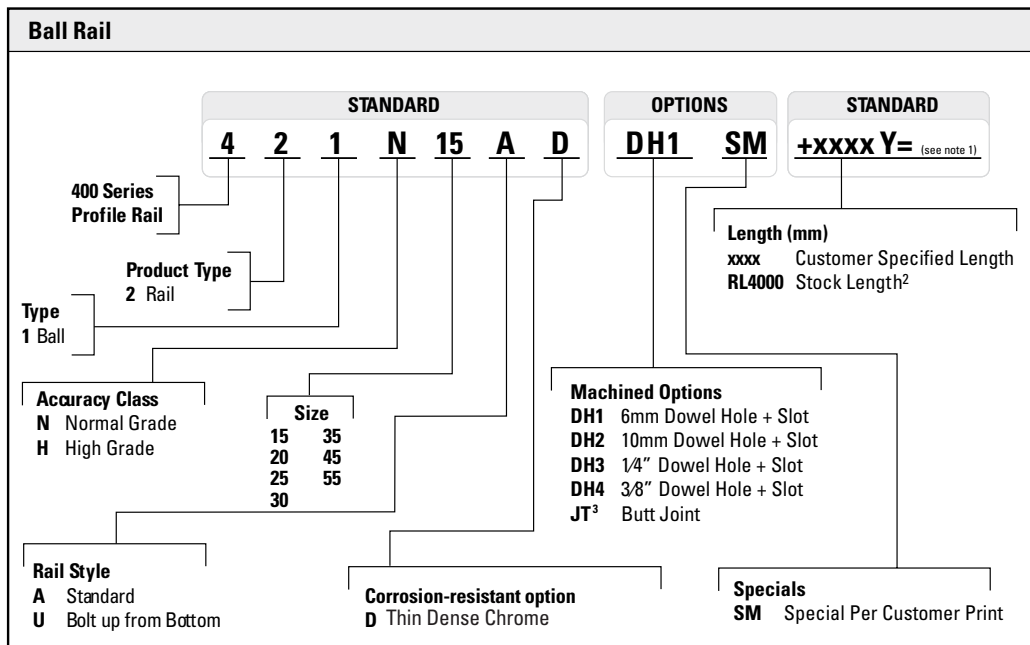 Ball Rail
STANDARD
OPTIONS
STANDARD
4 2 1 N 15 A D
DH1 SM
+xxxx Y= (see note 1)
400 Series
Profile Rail
Product Type
2 Rail
Type
1 Ball
Length (mm)
xxxx Customer Specified Length
RL4000 Stock Length²
Accuracy Class
N Normal Grade
H High Grade
Size
15 35
20 45
25 55
30
Machined Options
DH1 6mm Dowel Hole + Slot
DH2 10mm Dowel Hole + Slot
DH3 1⁄4” Dowel Hole + Slot
DH4 3⁄8” Dowel Hole + Slot
JT³ Butt Joint
Rail Style
A Standard
U Bolt up from Bottom
Corrosion-resistant option
D Thin Dense Chrome
Specials
SM Special Per Customer Print